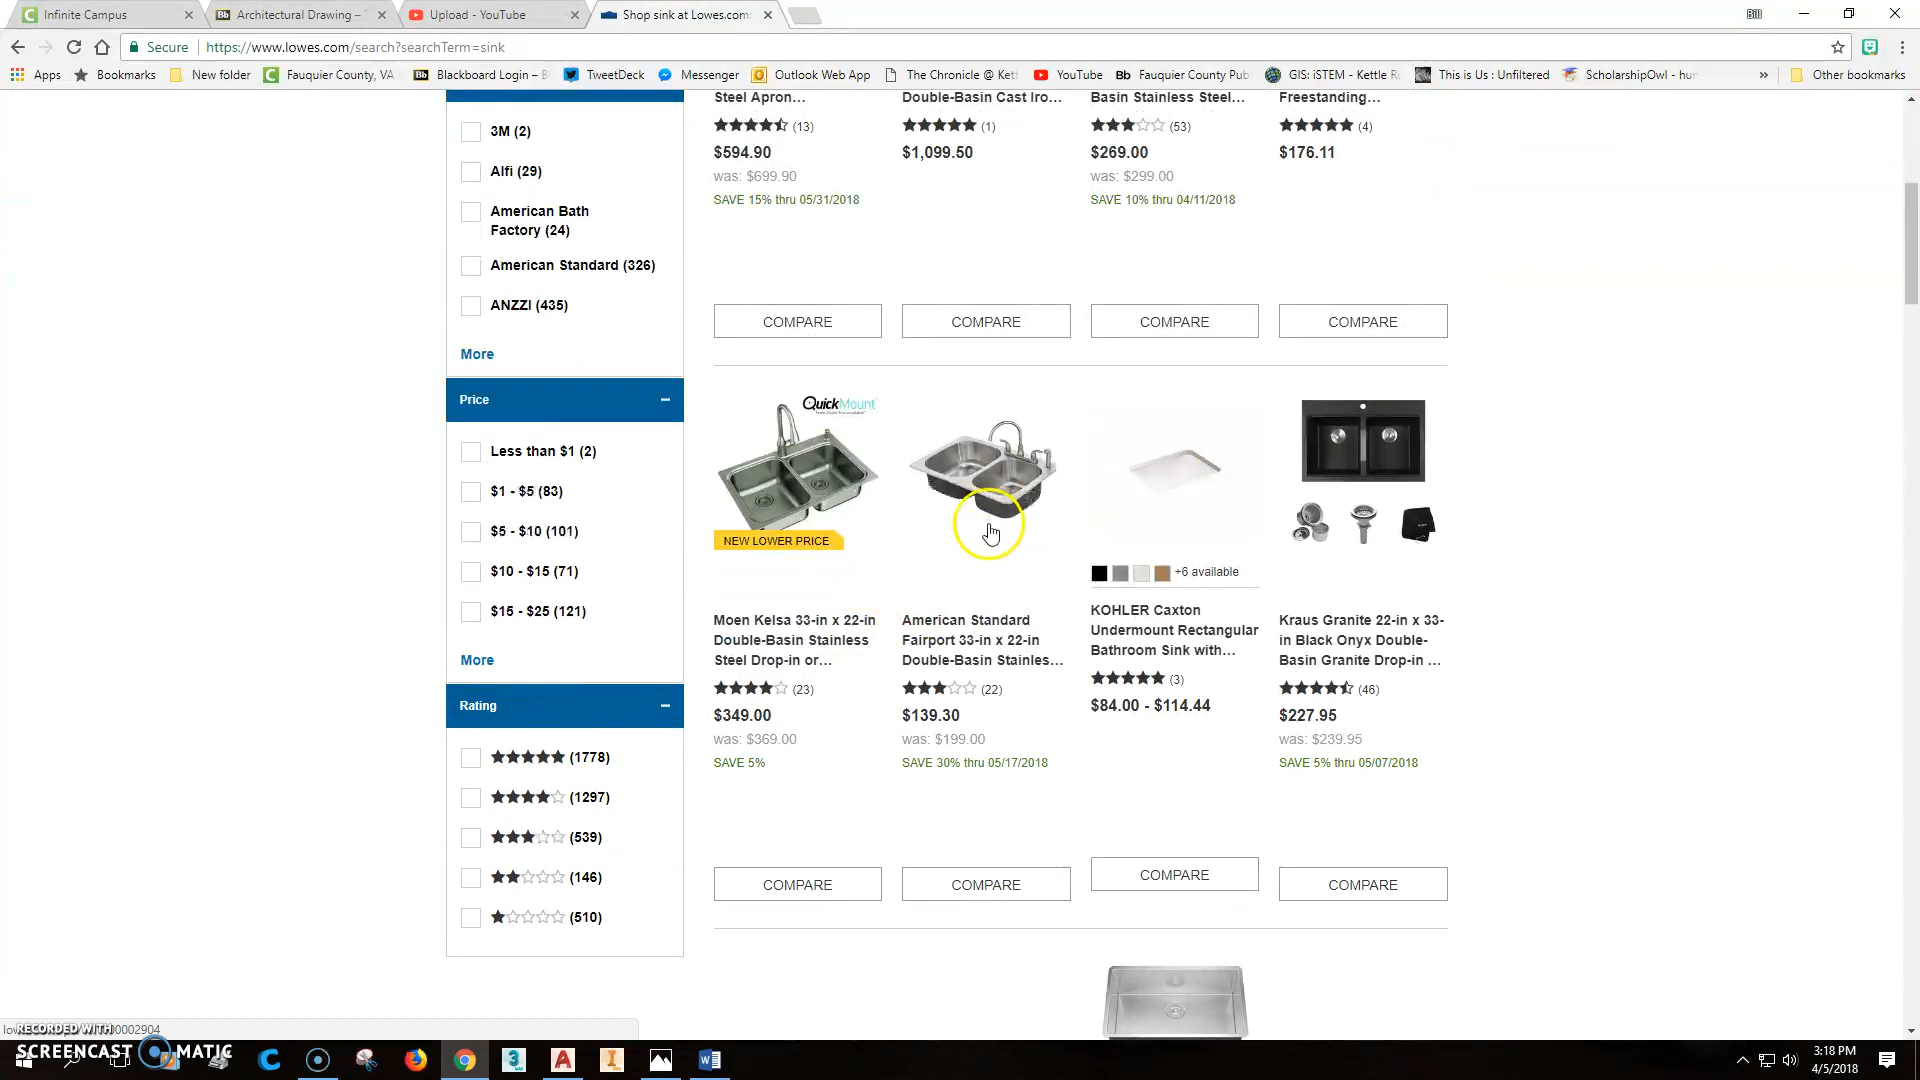 Infinite Campus
Architectural Drawing –
Upload - YouTube
Shop sink at Lowes.com:
Bill
Secure
https://www.lowes.com/search?searchTerm=sink
Apps
Bookmarks
New folder
Fauquier County, VA
Blackboard Login –
TweetDeck
Messenger
Outlook Web App
The Chronicle @ Kett
YouTube
Fauquier County Pub
GIS: iSTEM - Kettle
This is Us : Unfiltered
ScholarshipOwl -
»
Other bookmarks
3M (2)
Alfi (29)
American Bath
Factory (24)
American Standard (326)
ANZZI (435)
More
Price
Less than $1 (2)
$1 - $5 (83)
$5 - $10 (101)
$10 - $15 (71)
$15 - $25 (121)
More
Rating
★★★★★ (1778)
★★★★☆ (1297)
★★★☆☆ (539)
★★☆☆☆ (146)
★☆☆☆☆ (510)
Steel Apron...
(13)
$594.90
was: $699.90
SAVE 15% thru 05/31/2018
COMPARE
Double-Basin Cast Iro...
(1)
$1,099.50
COMPARE
Basin Stainless Steel...
(53)
$269.00
was: $299.00
SAVE 10% thru 04/11/2018
COMPARE
Freestanding...
(4)
$176.11
COMPARE
QuickMount
NEW LOWER PRICE
Moen Kelsa 33-in x 22-in
Double-Basin Stainless
Steel Drop-in or...
(23)
$349.00
was: $369.00
SAVE 5%
COMPARE
American Standard
Fairport 33-in x 22-in
Double-Basin Stainles...
(22)
$139.30
was: $199.00
SAVE 30% thru 05/17/2018
COMPARE
+6 available
KOHLER Caxton
Undermount Rectangular
Bathroom Sink with...
(3)
$84.00 - $114.44
COMPARE
Kraus Granite 22-in x 33-
in Black Onyx Double-
Basin Granite Drop-in ...
(46)
$227.95
was: $239.95
SAVE 5% thru 05/07/2018
COMPARE
RECORDED WITH
SCREENCAST MATIC
3:18 PM
4/5/2018